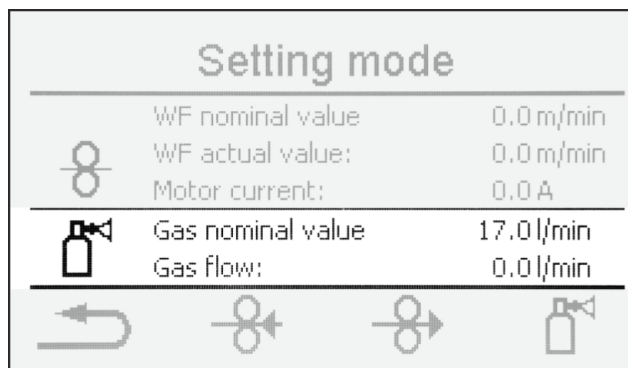 Setting mode
WF nominal value 0.0 m/min
WF actual value: 0.0 m/min
Motor current: 0.0 A
Gas nominal value 17.0 l/min
Gas flow: 0.0 l/min